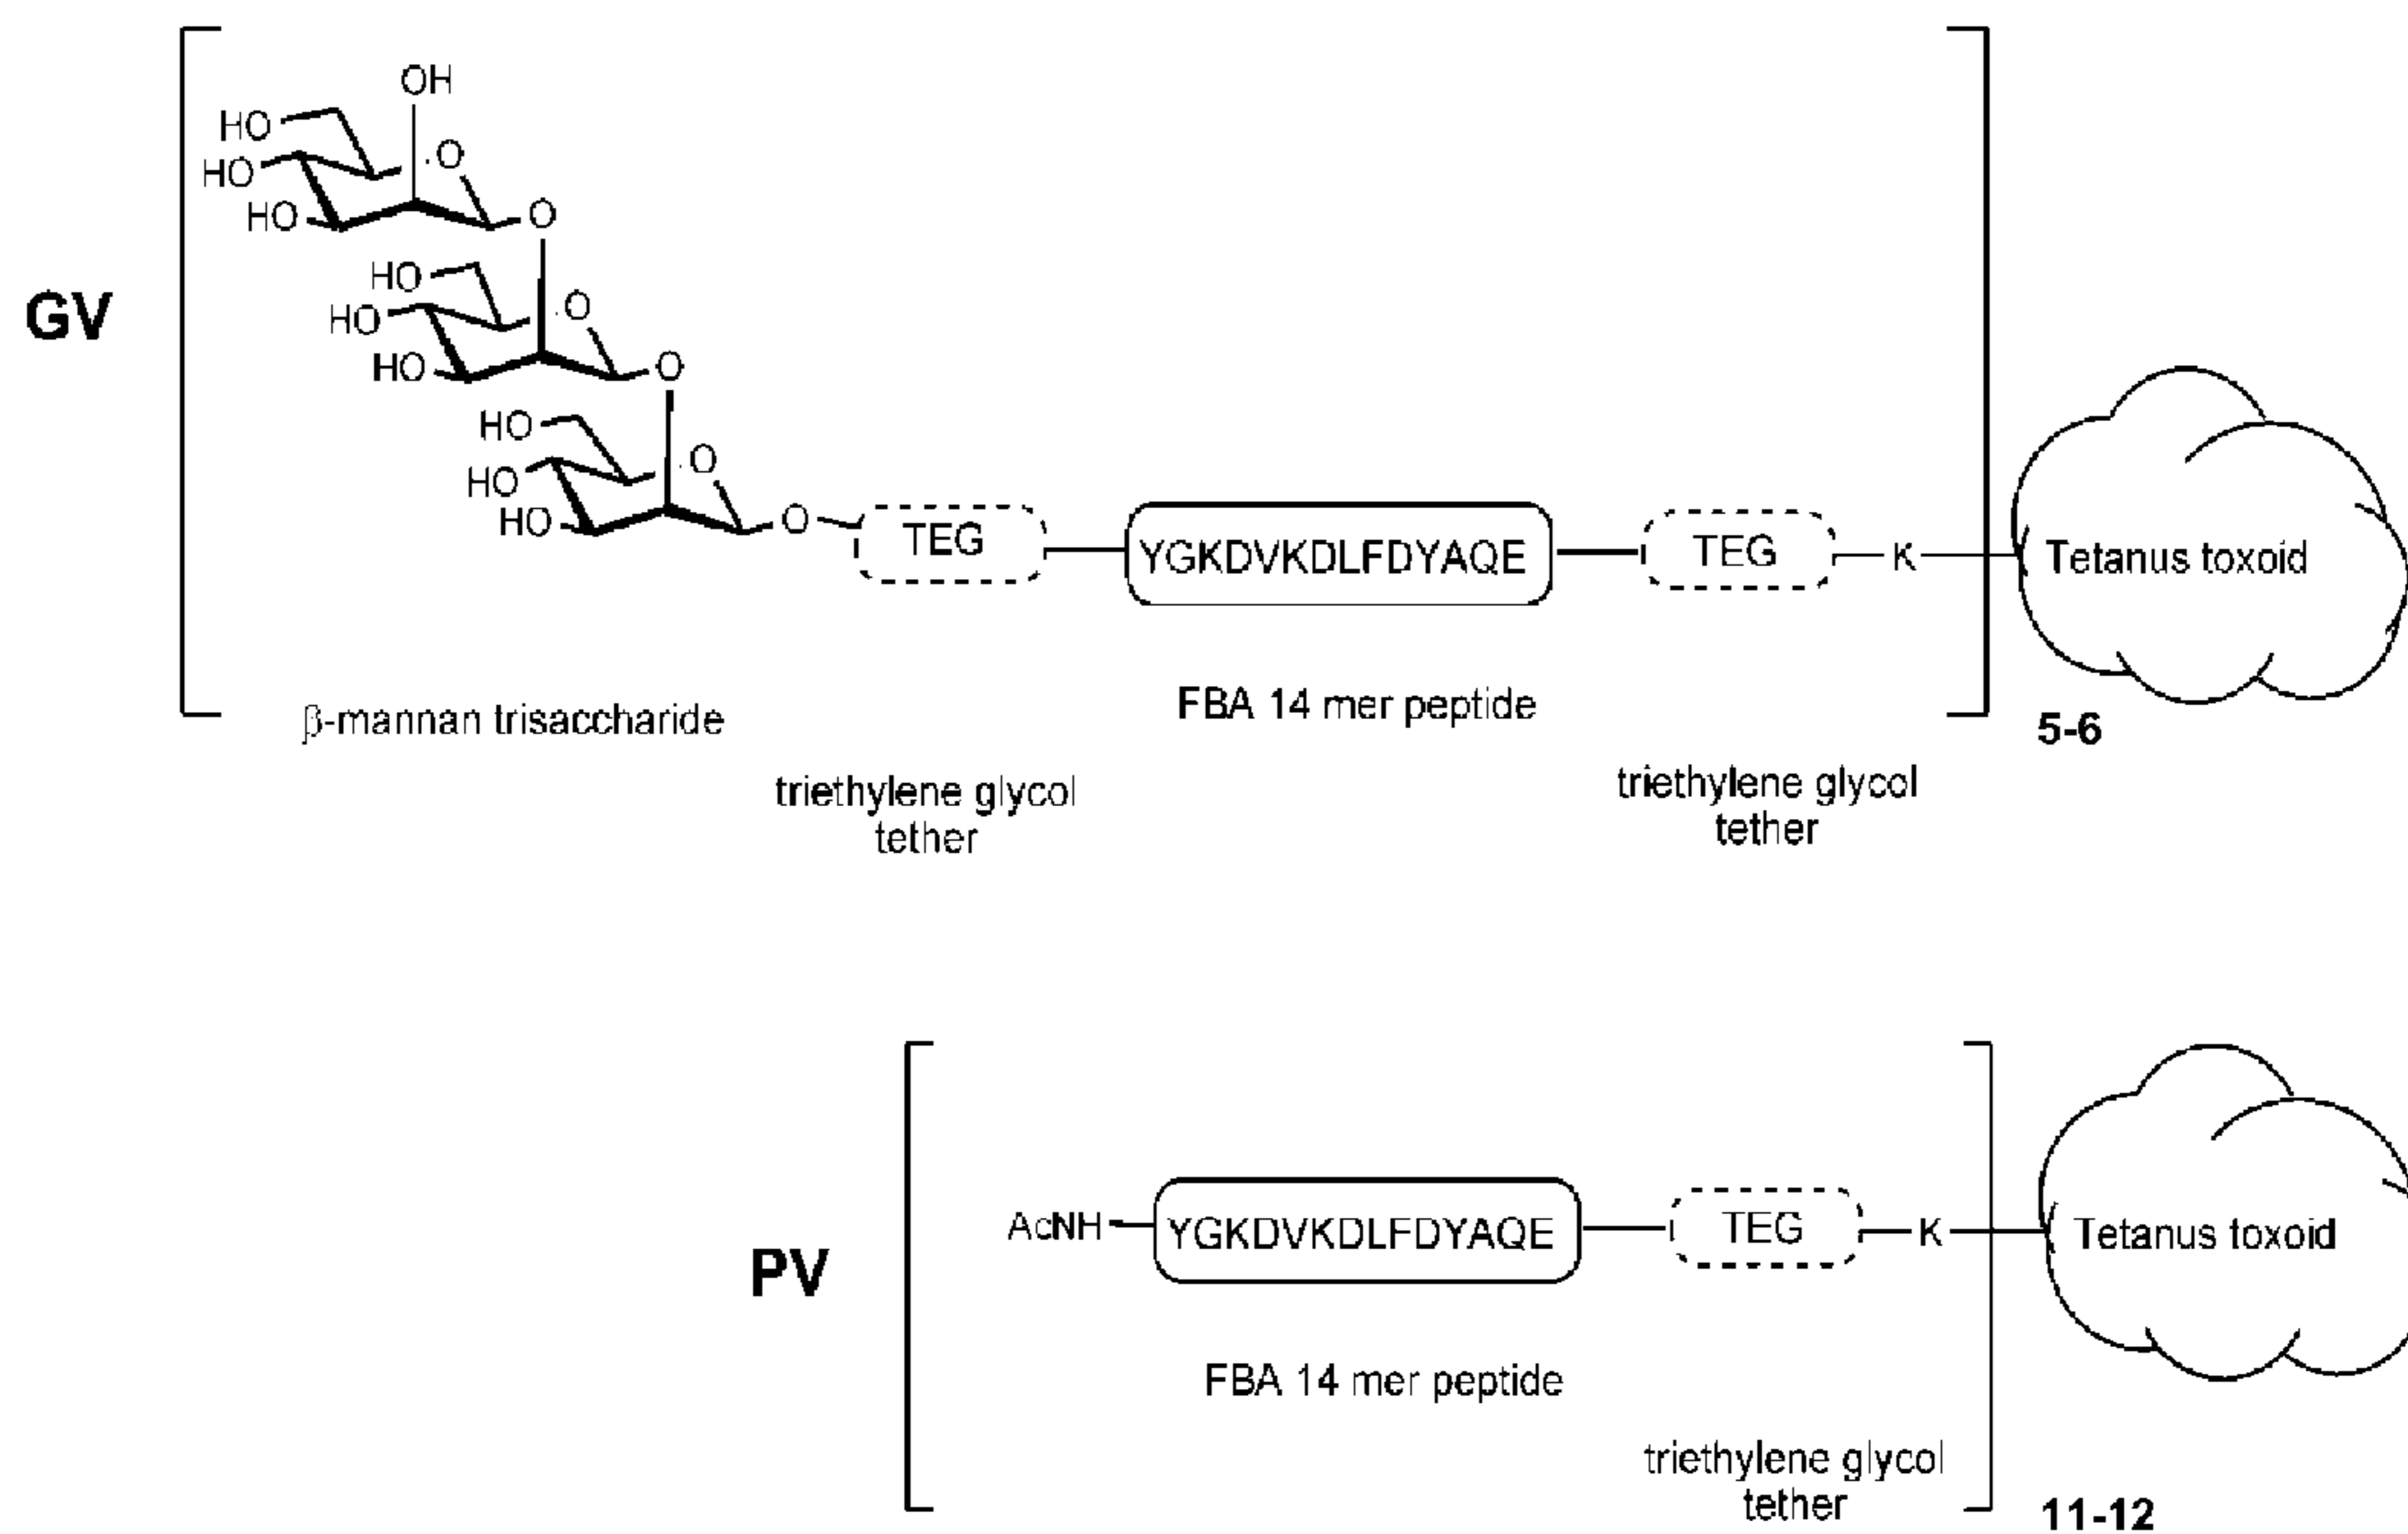 GV
OH
HO
O
HO
HO
O
HO
O
HO
HO
O
HO
O
HO
HO
O
TEG
YGKDVKDLFDYAQE
TEG
K
Tetanus toxoid
β-mannan trisaccharide
FBA 14 mer peptide
5-6
triethylene glycol
tether
triethylene glycol
tether
PV
AcNH
YGKDVKDLFDYAQE
TEG
K
Tetanus toxoid
FBA 14 mer peptide
triethylene glycol
tether
11-12